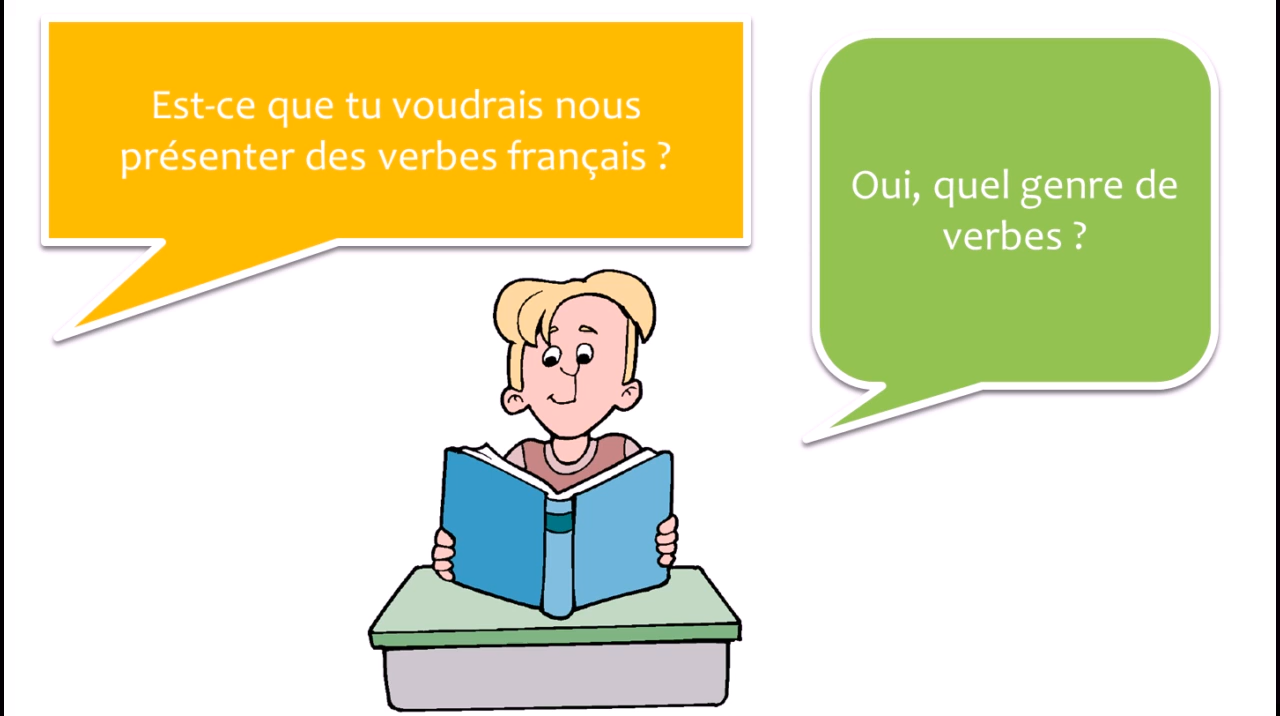 Est-ce que tu voudrais nous
présenter des verbes français ?
Oui, quel genre de
verbes ?